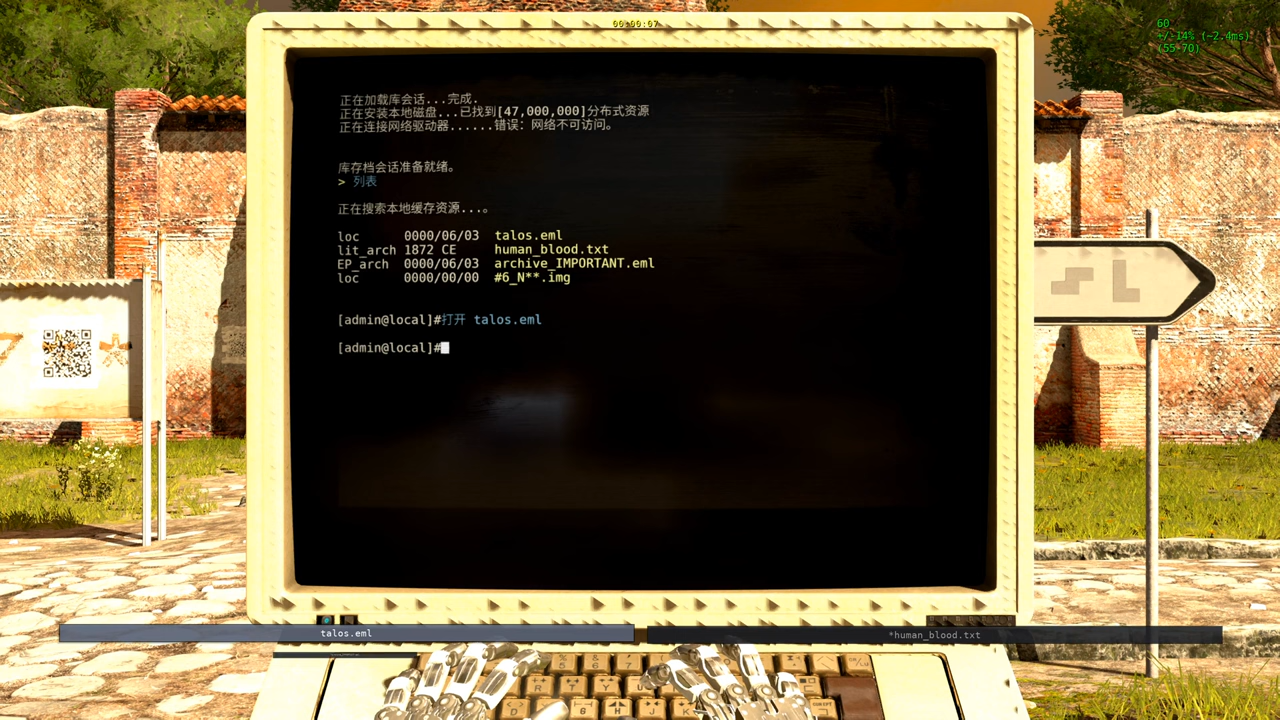 00:00:07
60
+/-14% (~2.4ms)
(55-70)
正在加载库会话...完成.
正在安装本地磁盘...已找到[47,000,000]分布式资源
正在连接网络驱动器......错误: 网络不可访问。
库存档会话准备就绪。
> 列表
正在搜索本地缓存资源...。
loc 0000/06/03 talos.eml
lit_arch 1872 CE human_blood.txt
EP_arch 0000/06/03 archive_IMPORTANT.eml
loc 0000/00/00 #6_N**.img
[admin@local]#打开 talos.eml
[admin@local]#
talos.eml
*human_blood.txt
5 6 7
R T Y U
D G H J K